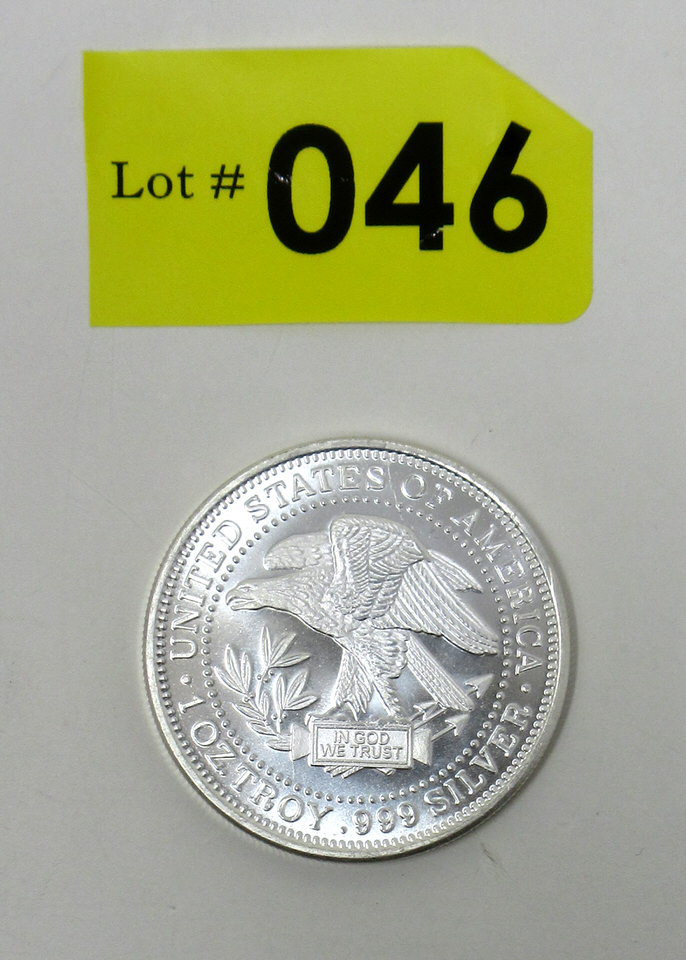 Lot # 046
UNITED STATES OF AMERICA
IN GOD
WE TRUST
· 1 OZ. TROY .999 SILVER ·